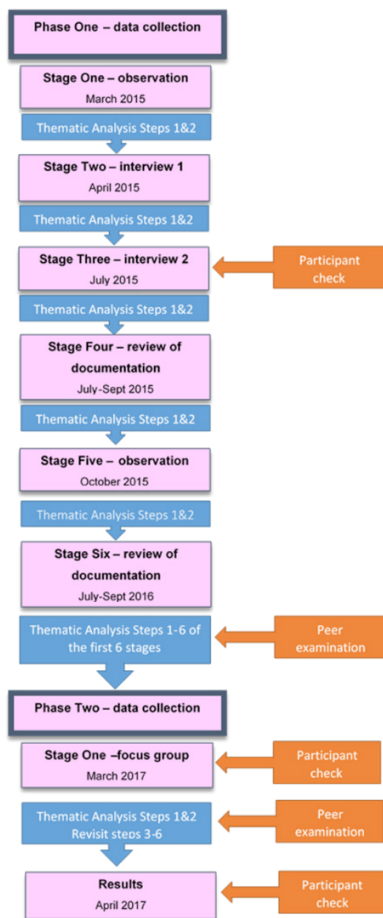 Phase One – data collection
Stage One – observation
March 2015
Thematic Analysis Steps 1&2
Stage Two – interview 1
April 2015
Thematic Analysis Steps 1&2
Stage Three – interview 2
July 2015
Participant
check
Thematic Analysis Steps 1&2
Stage Four – review of
documentation
July-Sept 2015
Thematic Analysis Steps 1&2
Stage Five – observation
October 2015
Thematic Analysis Steps 1&2
Stage Six – review of
documentation
July-Sept 2016
Thematic Analysis Steps 1-6 of
the first 6 stages
Peer
examination
Phase Two – data collection
Stage One –focus group
March 2017
Participant
check
Thematic Analysis Steps 1&2
Revisit steps 3-6
Peer
examination
Results
April 2017
Participant
check